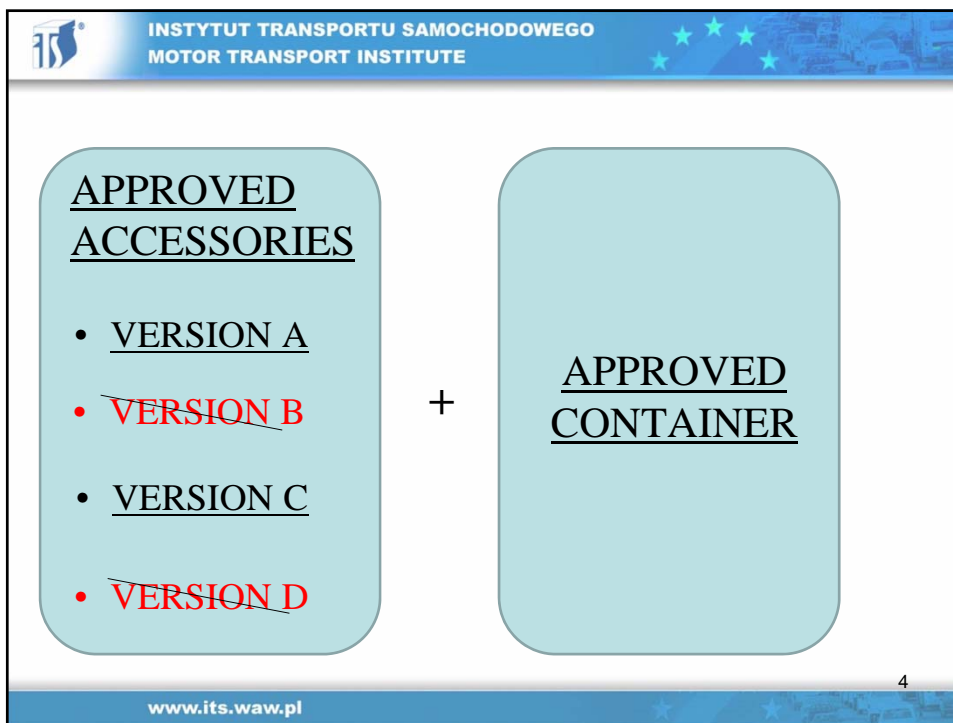 its
INSTYTUT TRANSPORTU SAMOCHODOWEGO
MOTOR TRANSPORT INSTITUTE
APPROVED
ACCESSORIES
• VERSION A
• VERSION B
• VERSION C
• VERSION D
+
APPROVED
CONTAINER
4
www.its.waw.pl